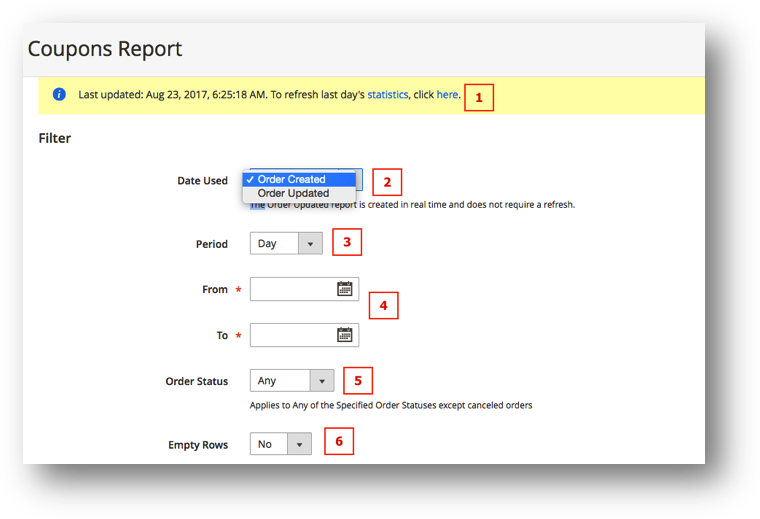 Coupons Report
Last updated: Aug 23, 2017, 6:25:18 AM. To refresh last day's statistics, click here. 1
Filter
Date Used ✓ Order Created 2
Order Updated
The Order Updated report is created in real time and does not require a refresh.
Period Day 3
From *
4
To *
Order Status Any 5
Applies to Any of the Specified Order Statuses except canceled orders
Empty Rows No 6